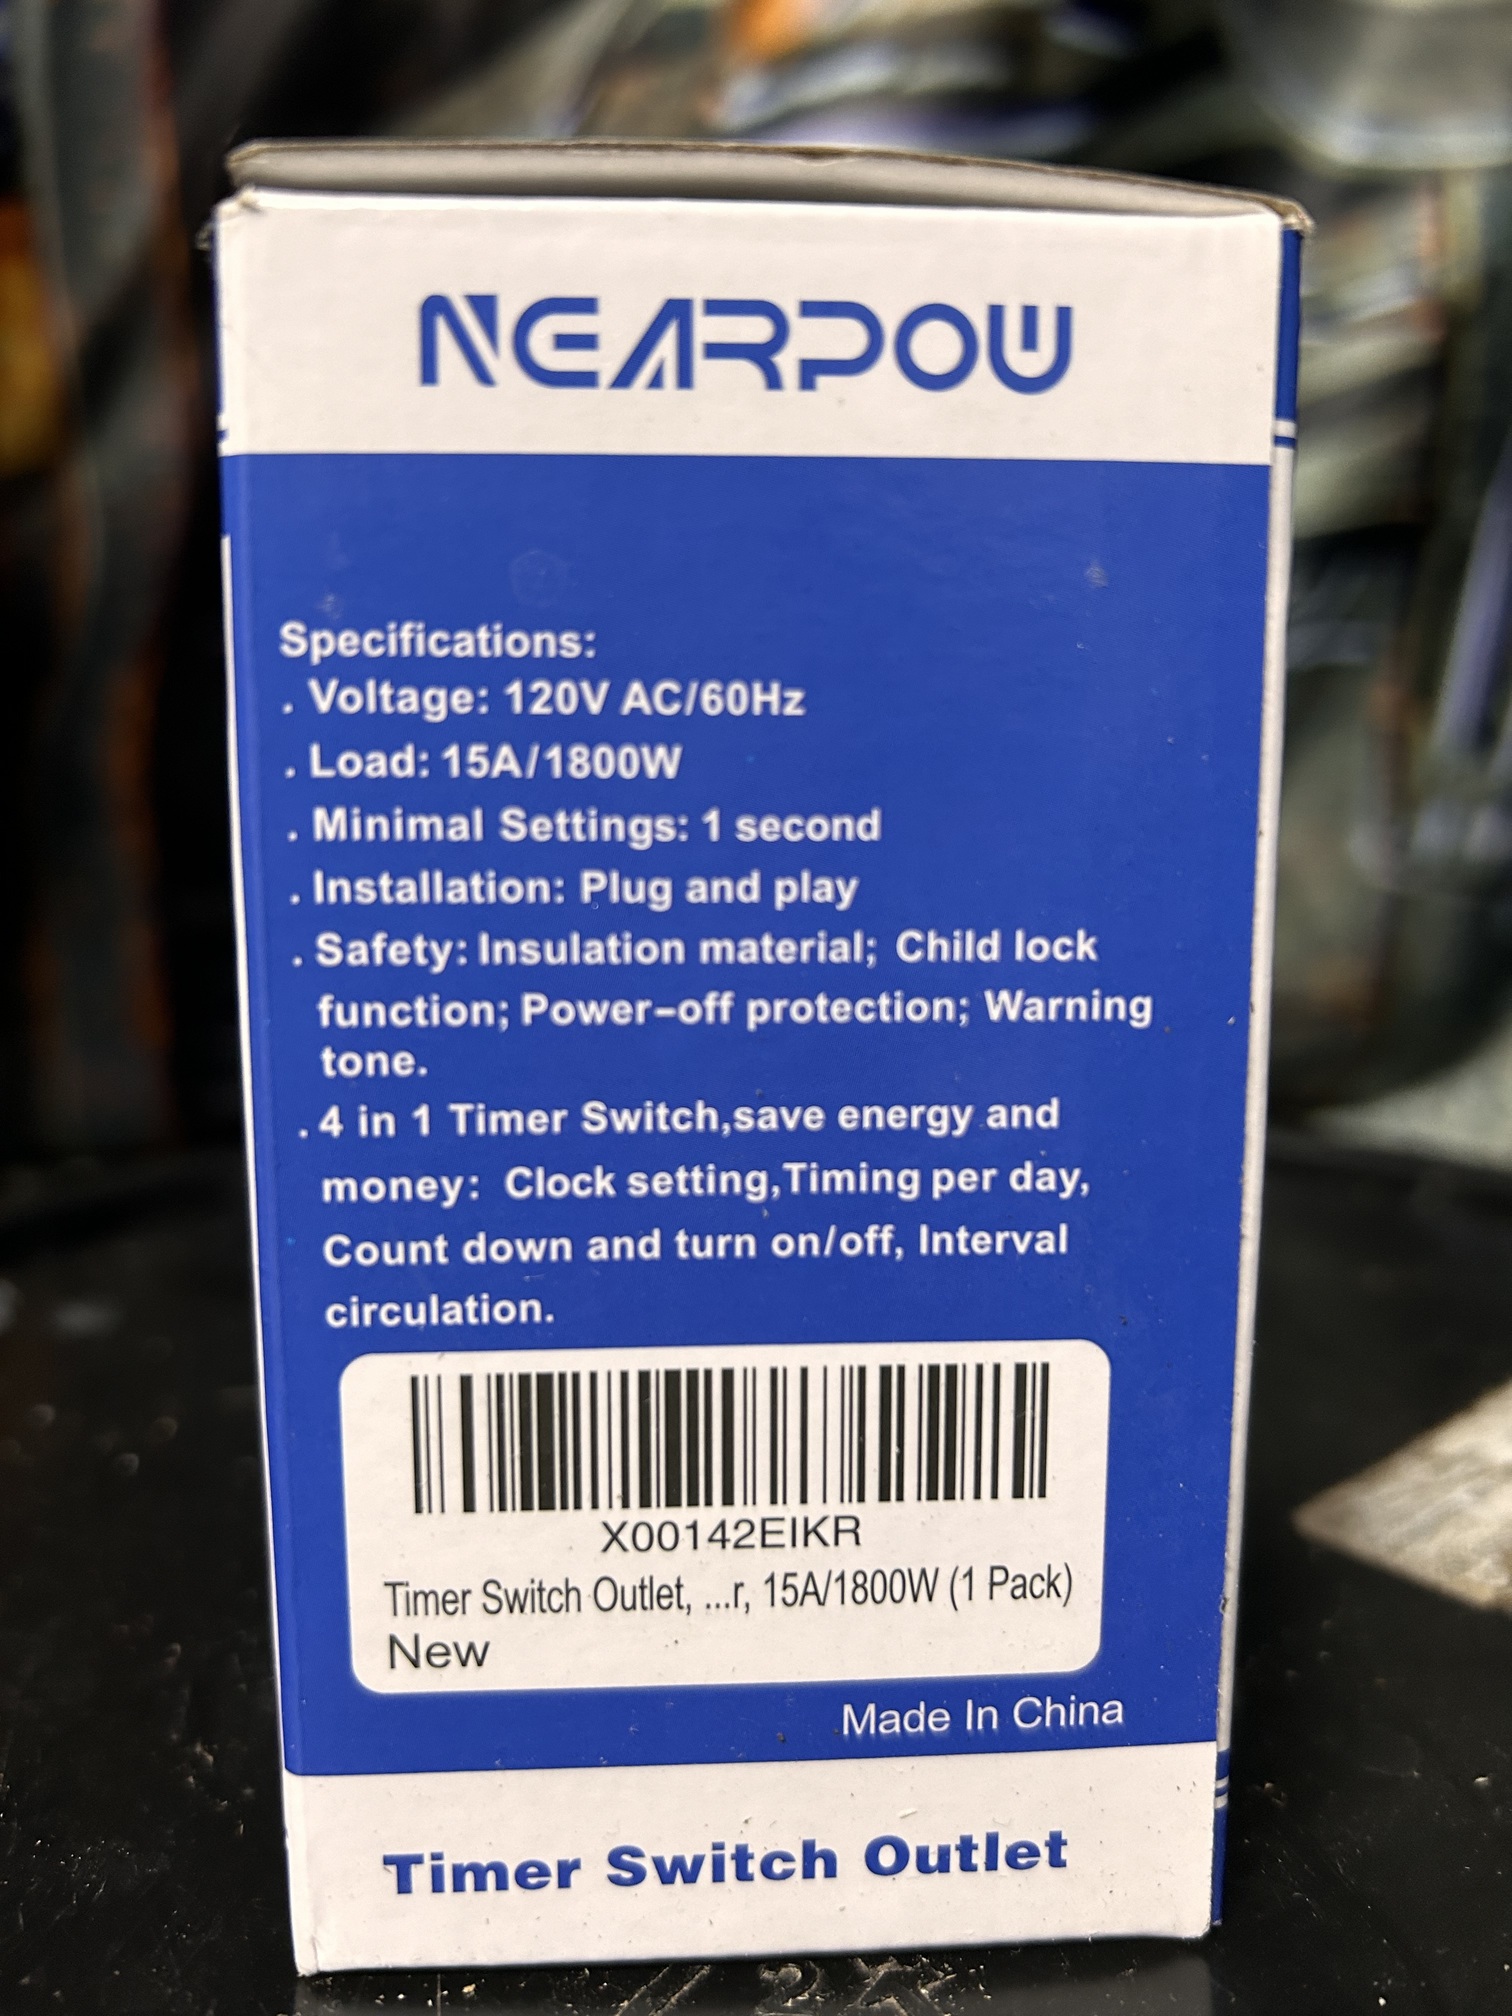 NEARPOW
Specifications:
. Voltage: 120V AC/60Hz
. Load: 15A/1800W
. Minimal Settings: 1 second
. Installation: Plug and play
. Safety: Insulation material; Child lock
function; Power-off protection; Warning
tone.
. 4 in 1 Timer Switch,save energy and
money: Clock setting,Timing per day,
Count down and turn on/off, Interval
circulation.
X00142EIKR
Timer Switch Outlet, ...r, 15A/1800W (1 Pack)
New
Made In China
Timer Switch Outlet